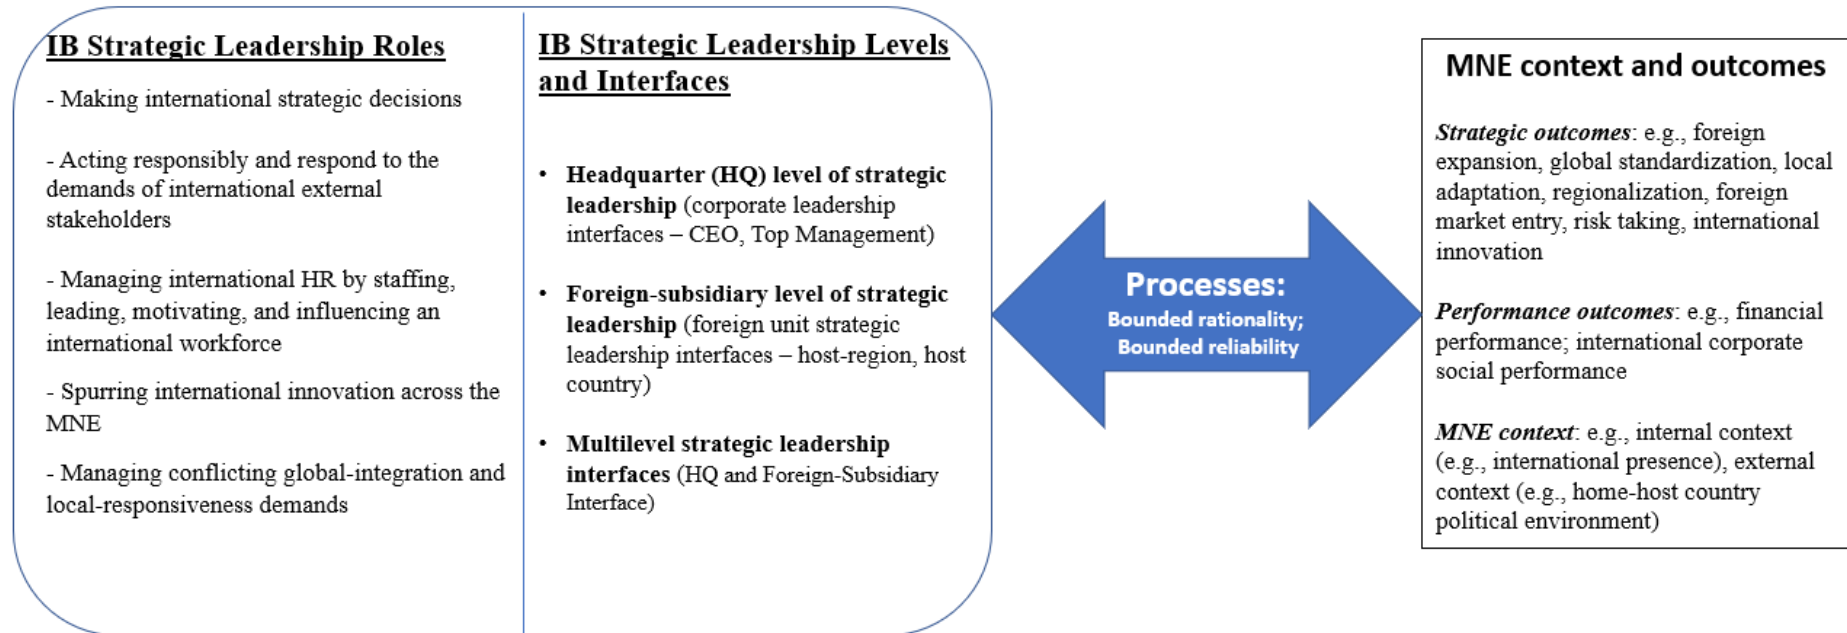 IB Strategic Leadership Roles
- Making international strategic decisions
- Acting responsibly and respond to the
demands of international external
stakeholders
- Managing international HR by staffing,
leading, motivating, and influencing an
international workforce
- Spurring international innovation across the
MNE
- Managing conflicting global-integration and
local-responsiveness demands
IB Strategic Leadership Levels
and Interfaces
• Headquarter (HQ) level of strategic
leadership (corporate leadership
interfaces – CEO, Top Management)
• Foreign-subsidiary level of strategic
leadership (foreign unit strategic
leadership interfaces – host-region, host
country)
• Multilevel strategic leadership
interfaces (HQ and Foreign-Subsidiary
Interface)
Processes:
Bounded rationality;
Bounded reliability
MNE context and outcomes
Strategic outcomes: e.g., foreign
expansion, global standardization, local
adaptation, regionalization, foreign
market entry, risk taking, international
innovation
Performance outcomes: e.g., financial
performance; international corporate
social performance
MNE context: e.g., internal context
(e.g., international presence), external
context (e.g., home-host country
political environment)